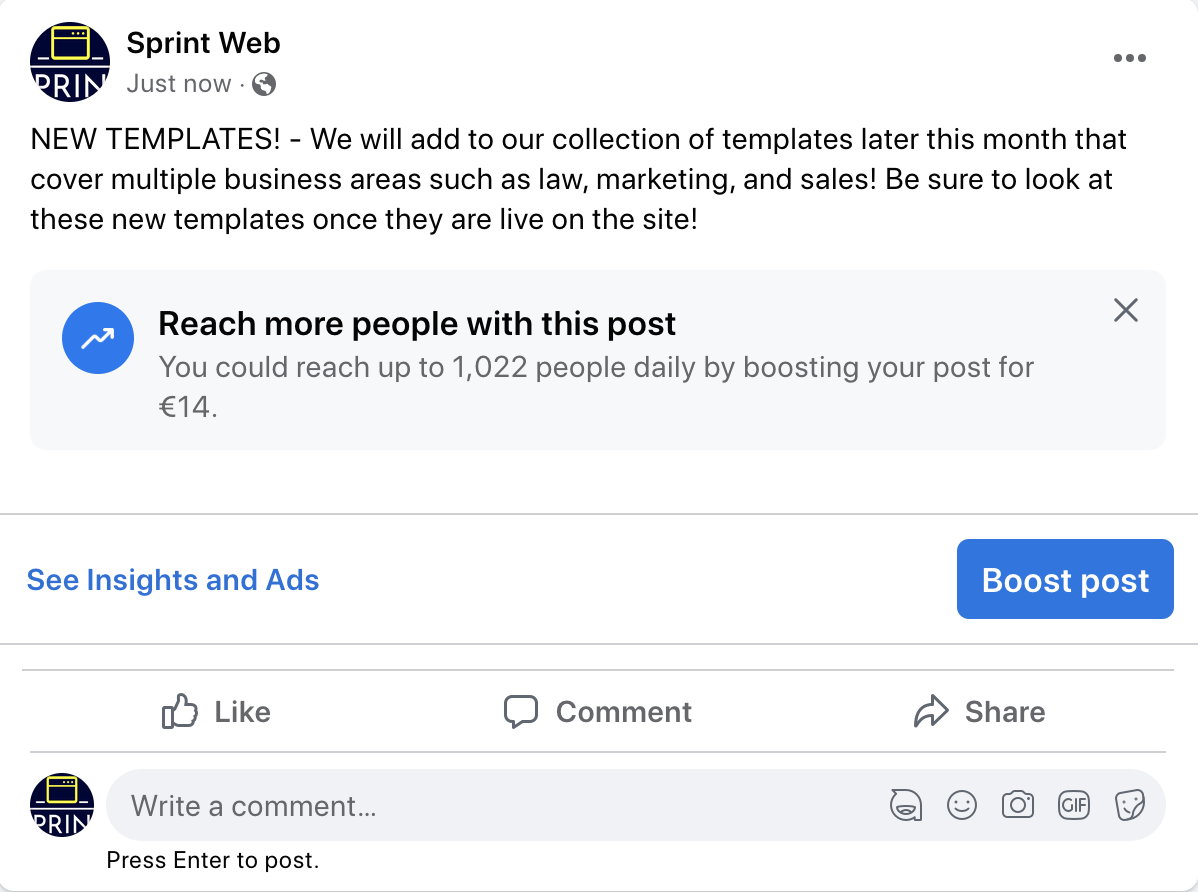 Sprint Web
Just now ·
PRIN
NEW TEMPLATES! - We will add to our collection of templates later this month that
cover multiple business areas such as law, marketing, and sales! Be sure to look at
these new templates once they are live on the site!
Reach more people with this post
You could reach up to 1,022 people daily by boosting your post for
€14.
See Insights and Ads
Boost post
Like
Comment
Share
PRIN
Write a comment...
GIF
Press Enter to post.